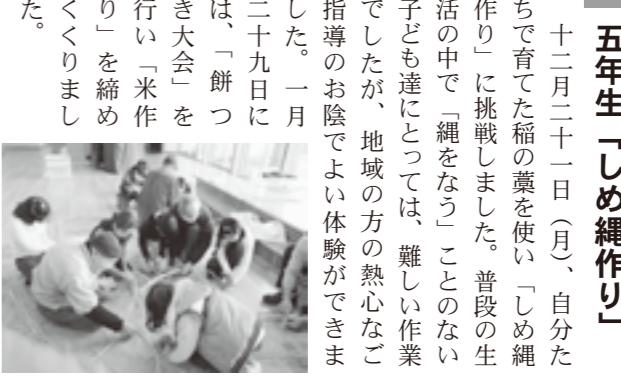 五年生「しめ縄作り」
十二月二十一日（月）、自分た
ちで育てた稲の藁を使い「しめ縄
作り」に挑戦しました。普段の生
活の中で「縄をなう」ことのない
子ども達にとっては、難しい作業
でしたが、地域の方の熱心なご
指導のお陰でよい体験ができま
した。一月
二十九日に
は、「餅つ
き大会」を
行い「米作
り」を締め
くくりまし
た。